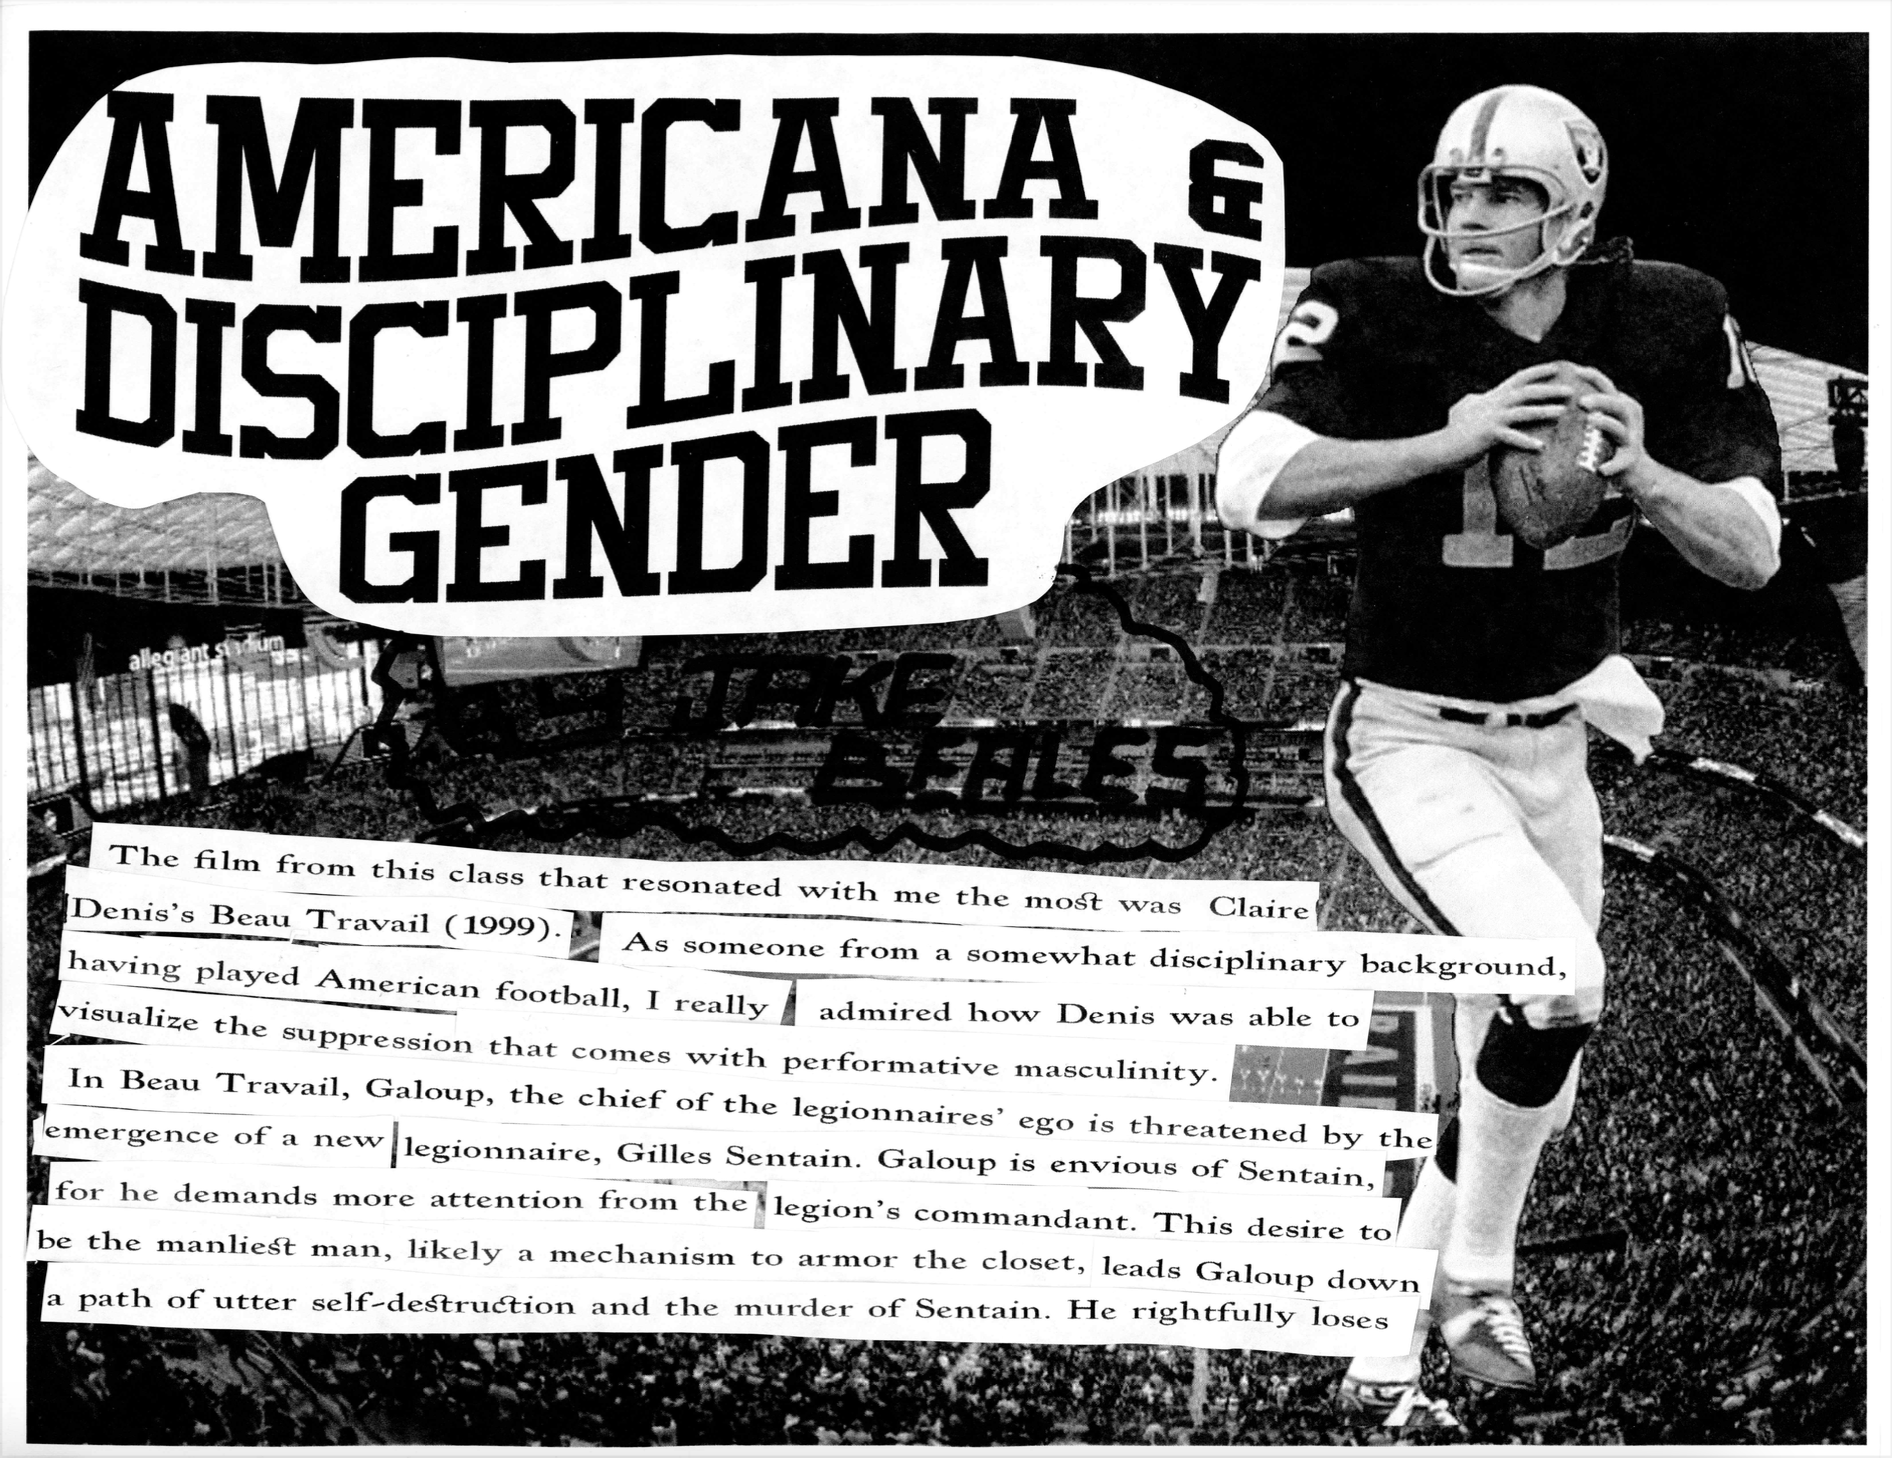 AMERICANA &
DISCIPLINARY
GENDER
allegiant stadium
BY JAKE
BEALES
12
12
The film from this class that resonated with me the most was Claire
Denis's Beau Travail (1999). As someone from a somewhat disciplinary background,
having played American football, I really admired how Denis was able to
visualize the suppression that comes with performative masculinity.
In Beau Travail, Galoup, the chief of the legionnaires' ego is threatened by the
emergence of a new legionnaire, Gilles Sentain. Galoup is envious of Sentain,
for he demands more attention from the legion's commandant. This desire to
be the manliest man, likely a mechanism to armor the closet, leads Galoup down
a path of utter self-destruction and the murder of Sentain. He rightfully loses